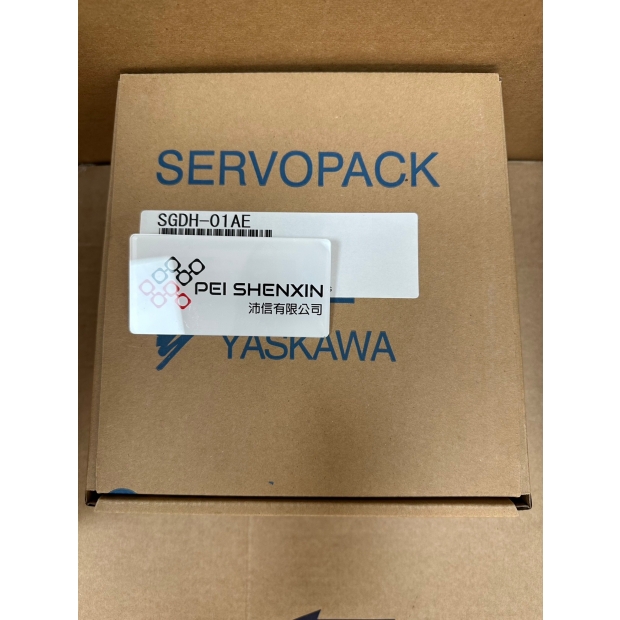 SERVOPACK
SGDH-01AE
PEI SHENXIN
沛信有限公司
YASKAWA